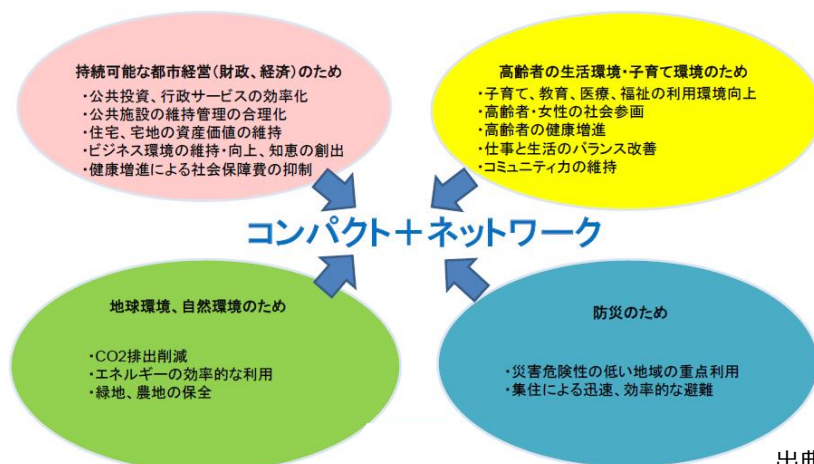 持続可能な都市経営(財政、経済)のため
・公共投資、行政サービスの効率化
・公共施設の維持管理の合理化
・住宅、宅地の資産価値の維持
・ビジネス環境の維持・向上、知恵の創出
・健康増進による社会保障費の抑制
高齢者の生活環境・子育て環境のため
・子育て、教育、医療、福祉の利用環境向上
・高齢者・女性の社会参画
・高齢者の健康増進
・仕事と生活のバランス改善
・コミュニティ力の維持
コンパクト＋ネットワーク
地球環境、自然環境のため
・CO2排出削減
・エネルギーの効率的な利用
・緑地、農地の保全
防災のため
・災害危険性の低い地域の重点利用
・集住による迅速、効率的な避難
出典